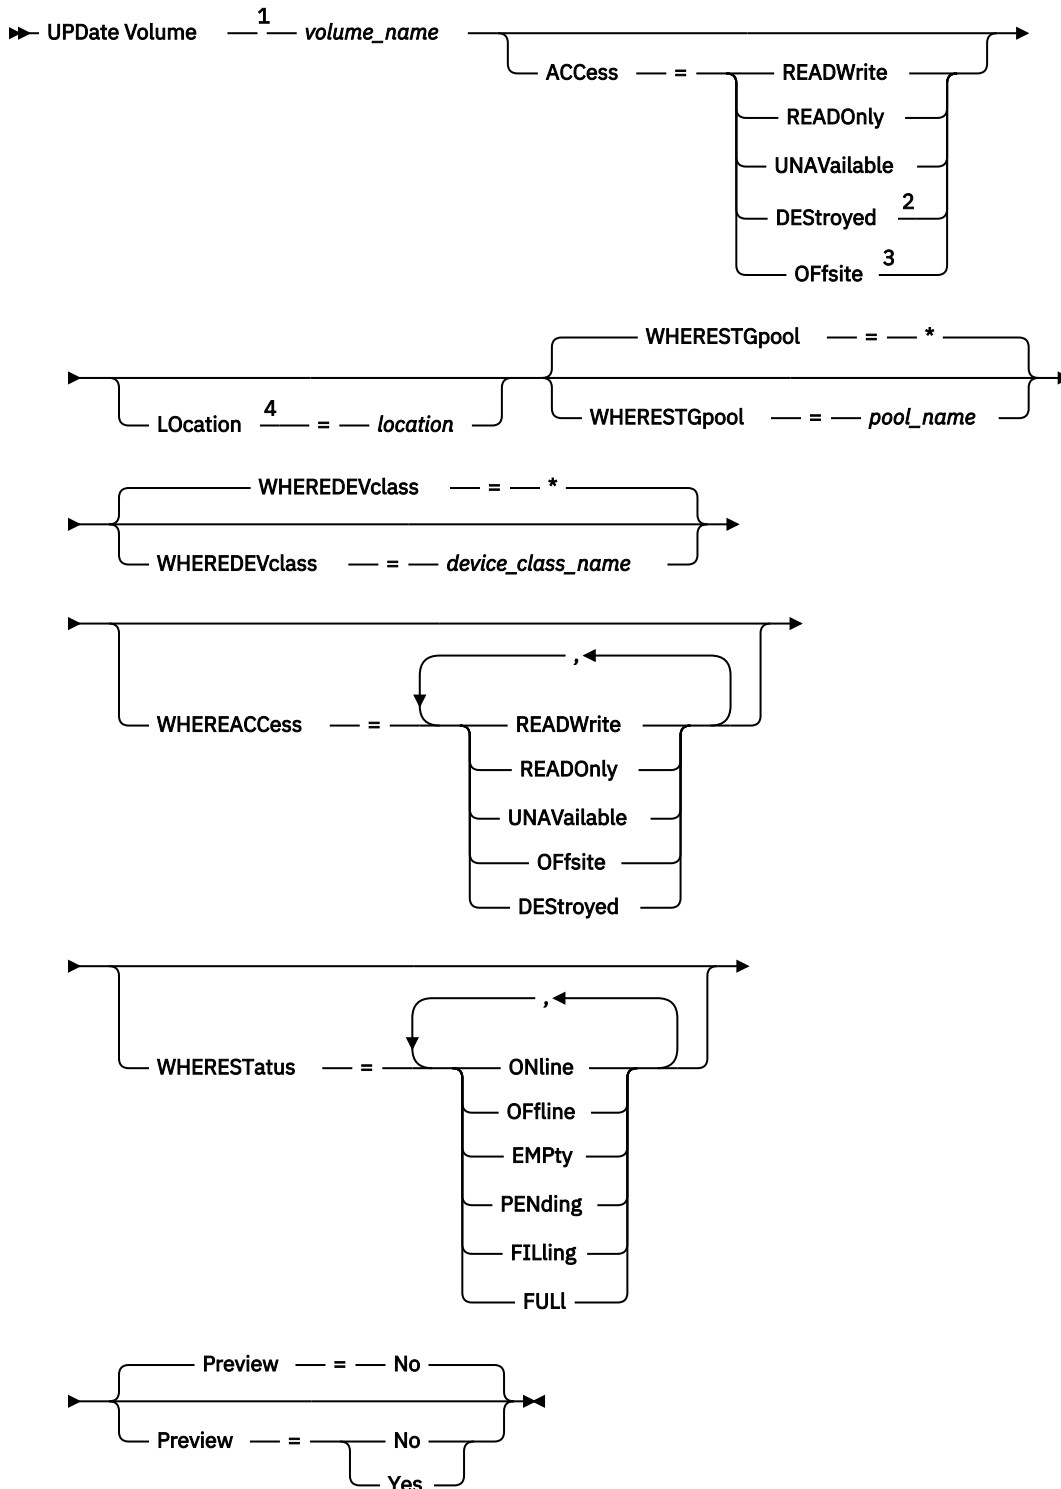 UPDate Volume 1 volume_name
ACCess = READWrite
READOnly
UNAVailable
DEStroyed 2
OFfsite 3
WHERESTGpool = *
LOcation 4 = location
WHERESTGpool = pool_name
WHEREDEVclass = *
WHEREDEVclass = device_class_name
,
WHEREACCess = READWrite
READOnly
UNAVailable
OFfsite
DEStroyed
,
WHERESTatus = ONline
OFfline
EMPty
PENding
FILling
FULl
Preview = No
Preview = No
Yes